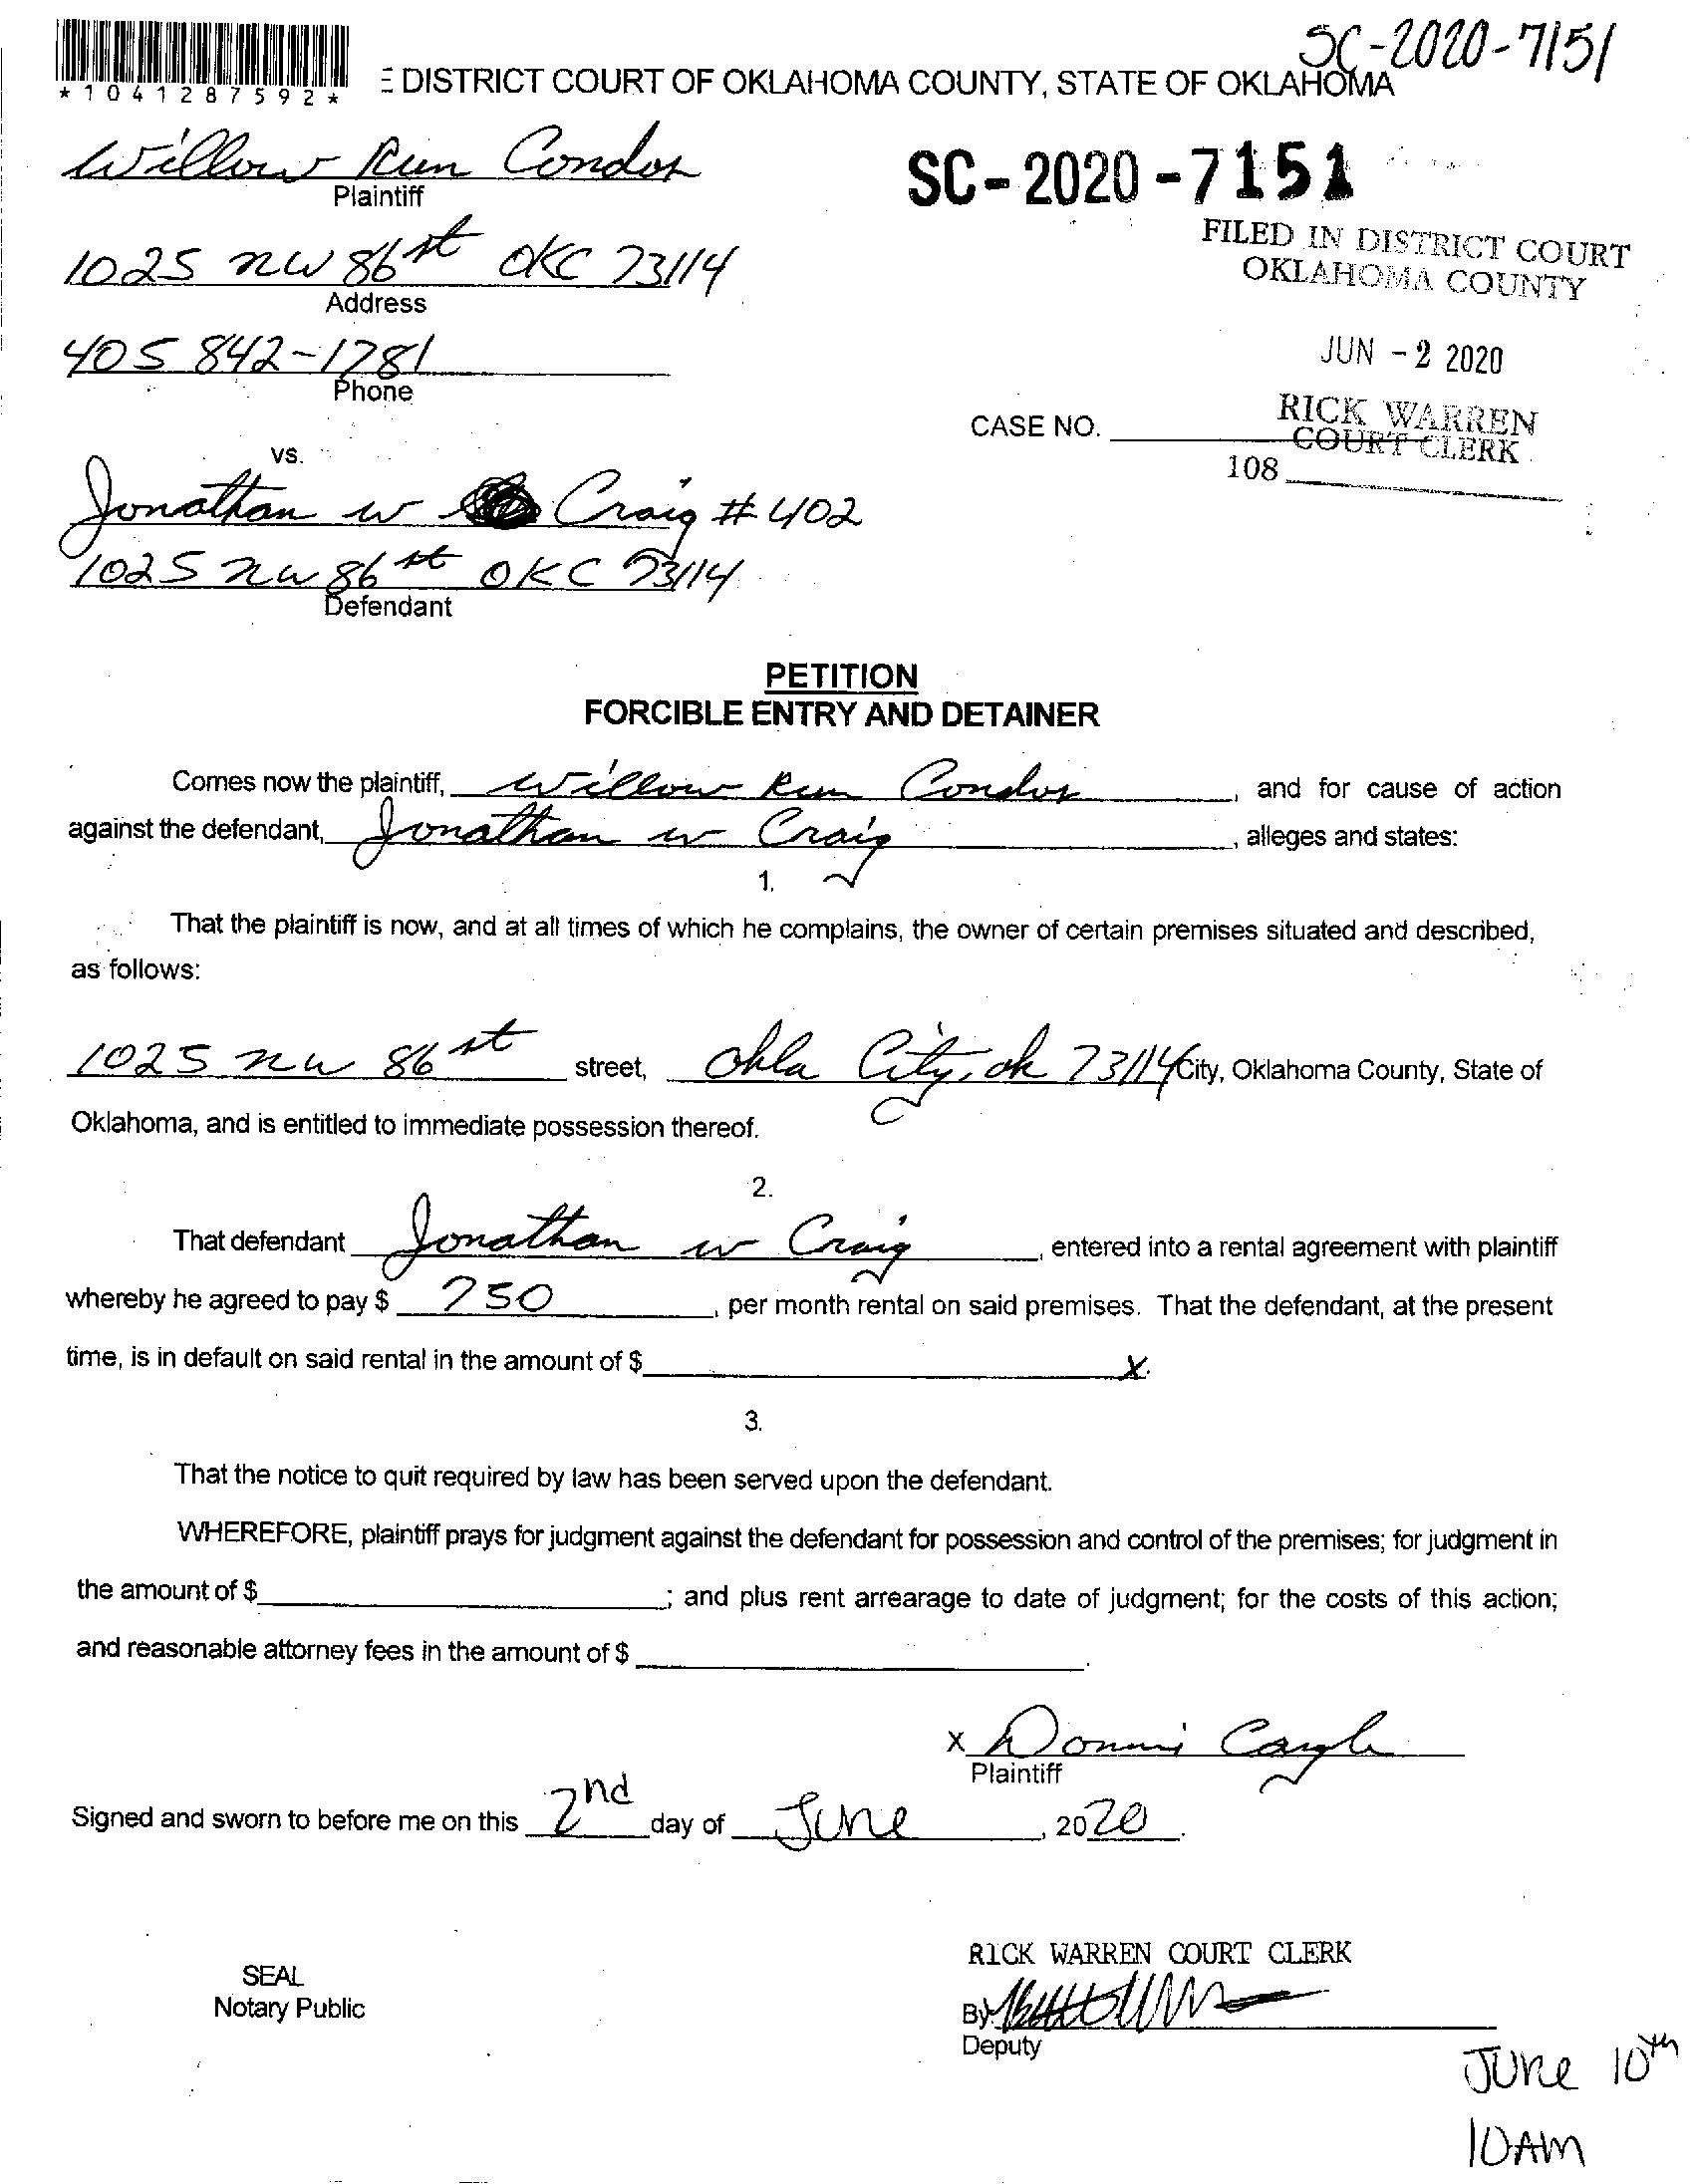 SC-2020-7151
*1041287592*
E DISTRICT COURT OF OKLAHOMA COUNTY, STATE OF OKLAHOMA
Willow Run Condos
Plaintiff
SC-2020-7151
1025 NW 86th st OKC 73114
Address
FILED IN DISTRICT COURT
OKLAHOMA COUNTY
405 842-1781
Phone
JUN -2 2020
CASE NO.
RICK WARREN
COURT CLERK
108
vs.
Jonathan w Craig #402
1025 nw 86 st OKC 73114
Defendant
PETITION
FORCIBLE ENTRY AND DETAINER
Comes now the plaintiff, Willow Run Condos, and for cause of action
against the defendant, Jonathan w Craig, alleges and states:
1.
That the plaintiff is now, and at all times of which he complains, the owner of certain premises situated and described,
as follows:
1025 nw 86 st street, Okla City, ok 73114 City, Oklahoma County, State of
Oklahoma, and is entitled to immediate possession thereof.
2.
That defendant Jonathan w Craig, entered into a rental agreement with plaintiff
whereby he agreed to pay $ 750, per month rental on said premises. That the defendant, at the present
time, is in default on said rental in the amount of $ X.
3.
That the notice to quit required by law has been served upon the defendant.
WHEREFORE, plaintiff prays for judgment against the defendant for possession and control of the premises; for judgment in
the amount of $ ; and plus rent arrearage to date of judgment; for the costs of this action;
and reasonable attorney fees in the amount of $ .
X Donni Cargle
Plaintiff
Signed and sworn to before me on this 2nd day of June, 2020.
RICK WARREN COURT CLERK
SEAL
Notary Public
By
Deputy
JUNE 10th
10AM